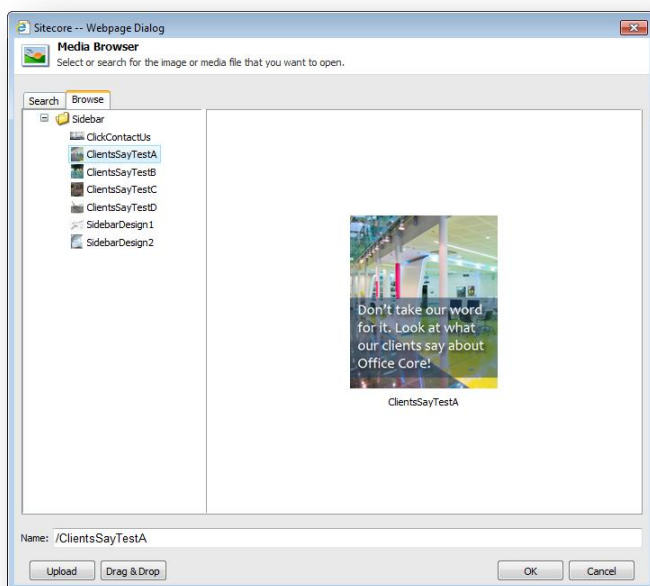 Sitecore -- Webpage Dialog
Media Browser
Select or search for the image or media file that you want to open.
Search
Browse
Sidebar
ClickContactUs
ClientsSayTestA
ClientsSayTestB
ClientsSayTestC
ClientsSayTestD
SidebarDesign1
SidebarDesign2
Don't take our word
for it. Look at what
our clients say about
Office Core!
ClientsSayTestA
Name: /ClientsSayTestA
Upload
Drag & Drop
OK
Cancel